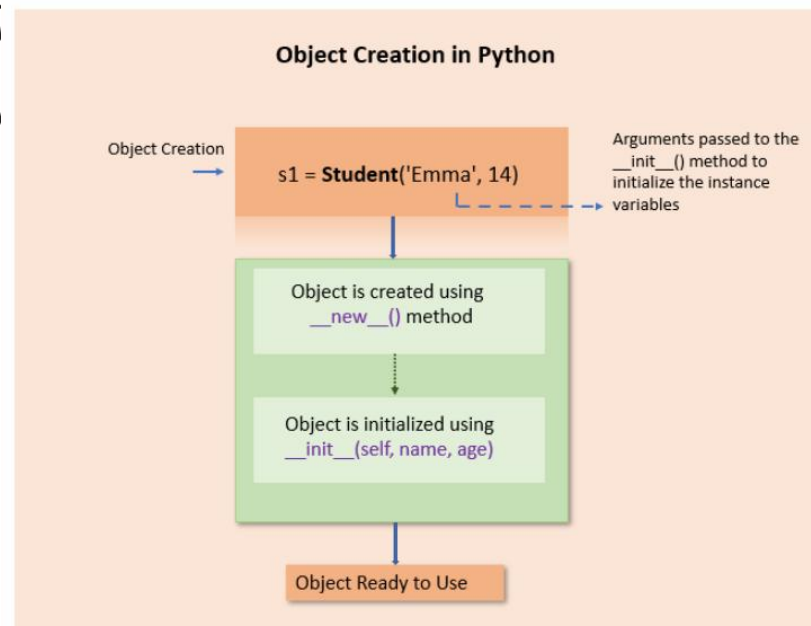 Object Creation in Python
Object Creation
s1 = Student('Emma', 14)
Arguments passed to the
__init__() method to
initialize the instance
variables
Object is created using
__new__() method
Object is initialized using
__init__(self, name, age)
Object Ready to Use